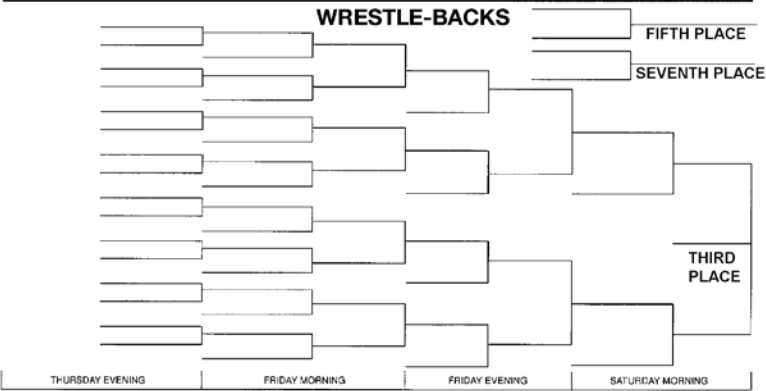 WRESTLE-BACKS
FIFTH PLACE
SEVENTH PLACE
THIRD
PLACE
THURSDAY EVENING
FRIDAY MORNING
FRIDAY EVENING
SATURDAY MORNING